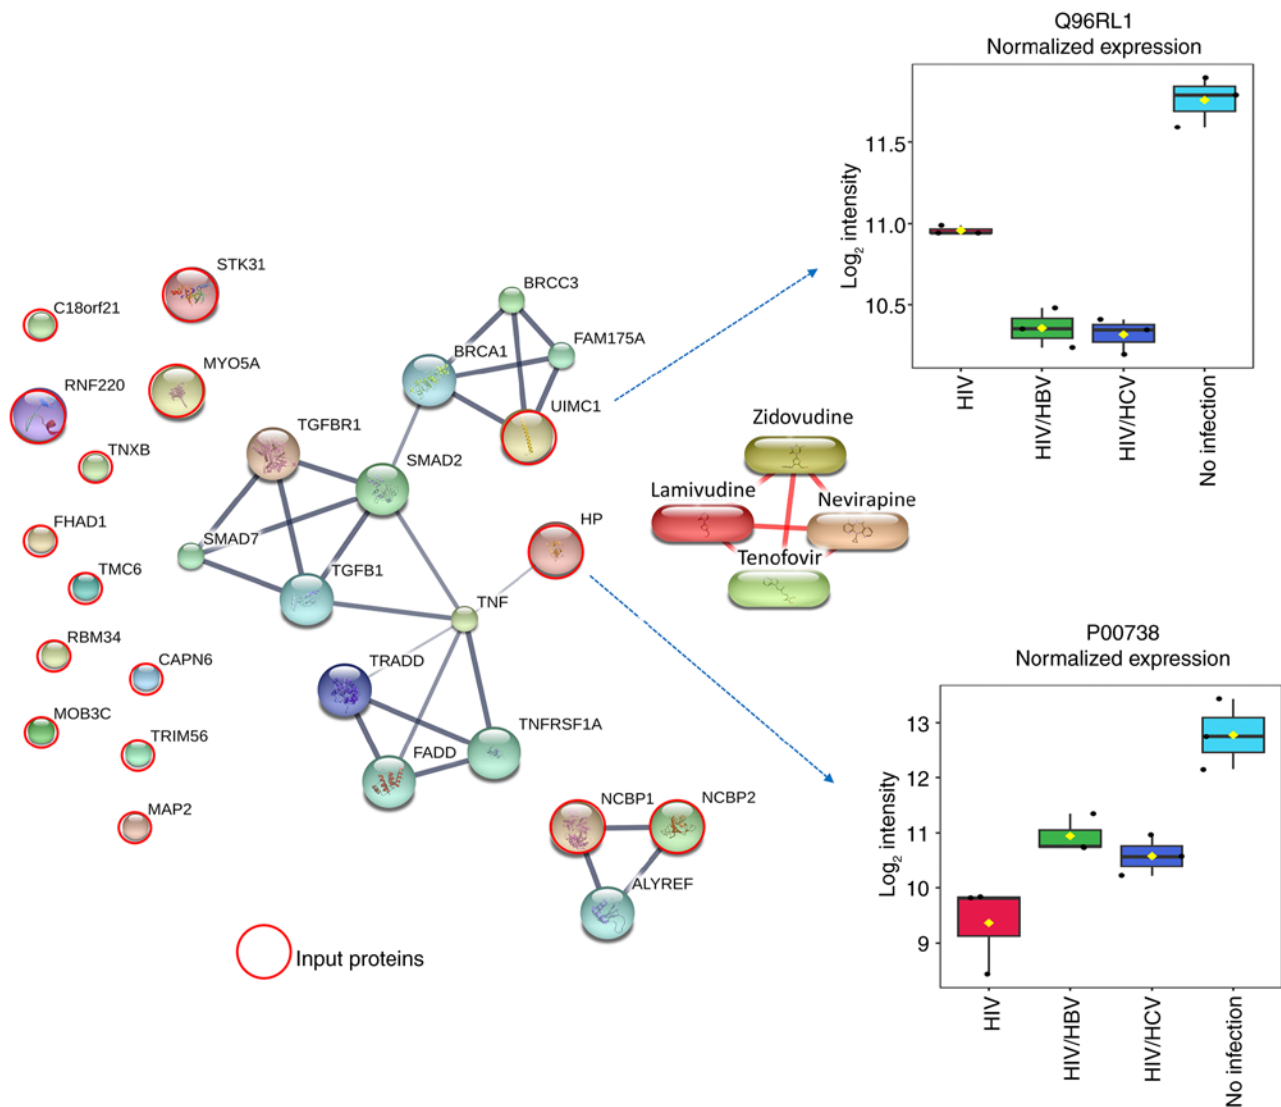 Q96RL1
Normalized expression
Log2 intensity
11.5
11.0
10.5
HIV
HIV/HBV
HIV/HCV
No infection
STK31
C18orf21
MYO5A
RNF220
TNXB
FHAD1
TMC6
RBM34
CAPN6
MOB3C
TRIM56
MAP2
BRCC3
FAM175A
BRCA1
UIMC1
TGFBR1
SMAD2
SMAD7
TGFB1
HP
TNF
TRADD
TNFRSF1A
FADD
NCBP1
NCBP2
ALYREF
Zidovudine
Lamivudine
Nevirapine
Tenofovir
Input proteins
P00738
Normalized expression
Log2 intensity
13
12
11
10
9
HIV
HIV/HBV
HIV/HCV
No infection